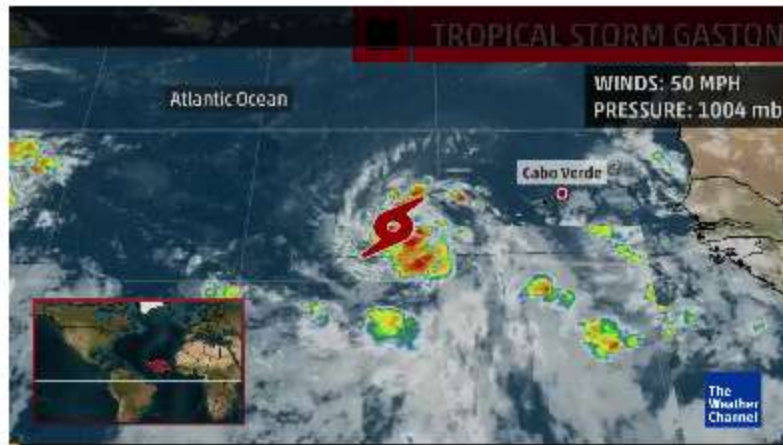 TROPICAL STORM GASTON
WINDS: 50 MPH
PRESSURE: 1004 mb
Atlantic Ocean
Cabo Verde
The
Weather
Channel